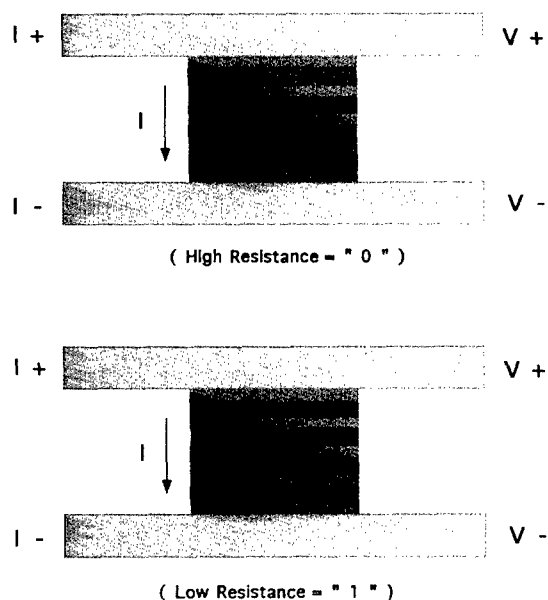 I + V +
I
I - V -
( High Resistance = " 0 " )
I + V +
I
I - V -
( Low Resistance = " 1 " )